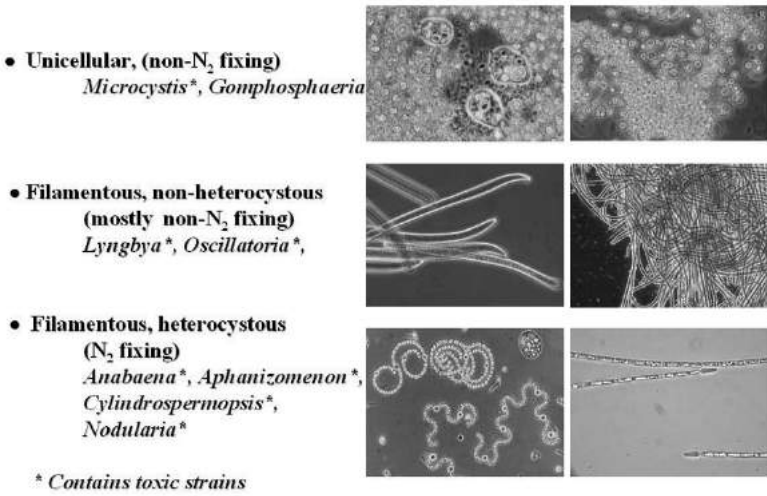 • Unicellular, (non-N₂ fixing)
Microcystis*, Gomphosphaeria
• Filamentous, non-heterocystous
(mostly non-N₂ fixing)
Lyngbya*, Oscillatoria*,
• Filamentous, heterocystous
(N₂ fixing)
Anabaena*, Aphanizomenon*,
Cylindrospermopsis*,
Nodularia*
* Contains toxic strains